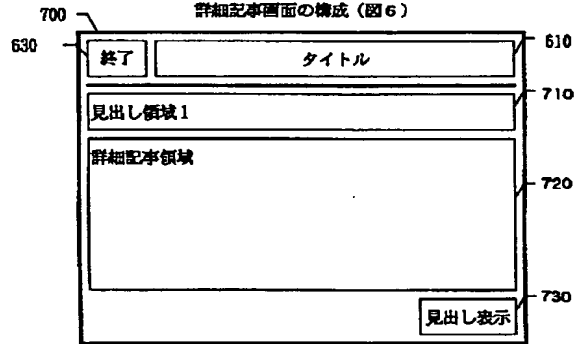 詳細記事画面の構成（図６）
700
630
終了
タイトル
610
710
見出し領域１
詳細記事領域
720
730
見出し表示